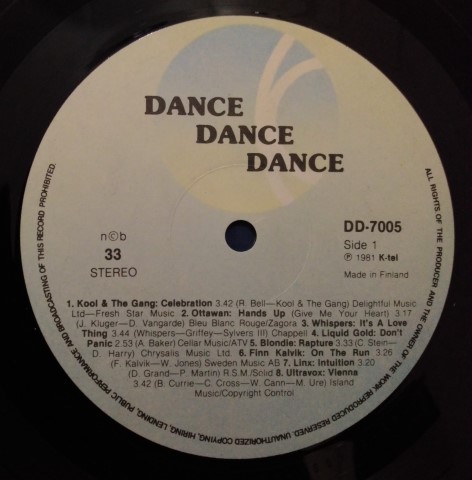 DANCE
DANCE
DANCE
n©b
33
STEREO
DD-7005
Side 1
℗ 1981 K-tel
Made in Finland
1. Kool & The Gang: Celebration 3.42 (R. Bell—Kool & The Gang) Delightful Music
Ltd—Fresh Star Music 2. Ottawan: Hands Up (Give Me Your Heart) 3.17
(J. Kluger—D. Vangarde) Bleu Blanc Rouge/Zagora 3. Whispers: It's A Love
Thing 3.44 (Whispers—Griffey—Sylvers III) Chappell 4. Liquid Gold: Don't
Panic 2.53 (A. Baker) Cellar Music/ATV 5. Blondie: Rapture 3.33 (C. Stein—
D. Harry) Chrysalis Music Ltd. 6. Finn Kalvik: On The Run 3.26
(F. Kalvik—W. Jones) Sweden Music AB 7. Linx: Intuition 3.20
(D. Grand—P. Martin) R.S.M./Solid 8. Ultravox: Vienna
3.42 (B. Currie—C. Cross—W. Cann—M. Ure) Island
Music/Copyright Control
ALL RIGHTS OF THE PRODUCER AND THE OWNER OF THE WORK REPRODUCED RESERVED. UNAUTHORIZED COPYING, HIRING, LENDING, PUBLIC PERFORMANCE AND BROADCASTING OF THIS RECORD PROHIBITED.